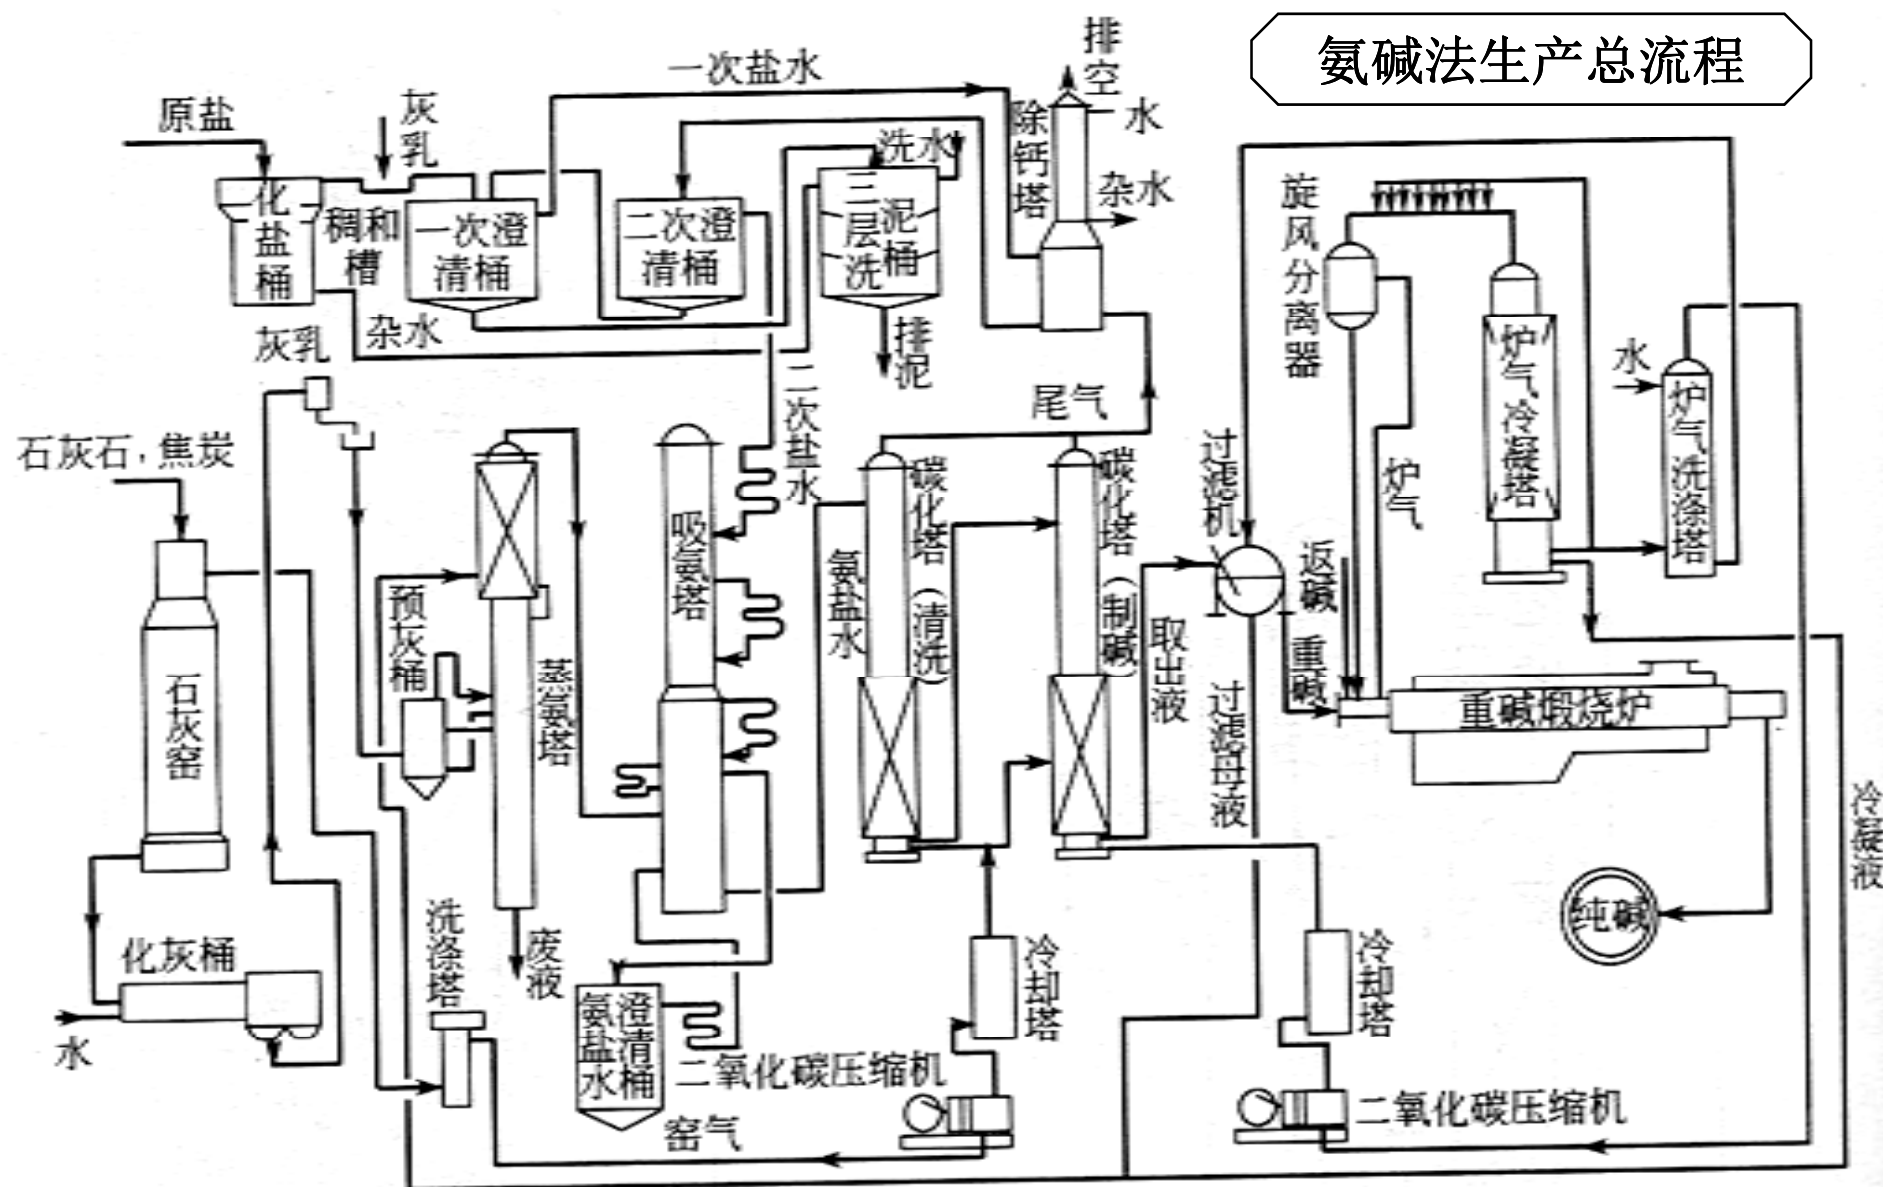 氨碱法生产总流程
排空
一次盐水
原盐
灰乳
除钙塔
水
洗水
杂水
化盐桶
稠和槽
一次澄清桶
二次澄清桶
三层洗泥桶
旋风分离器
灰乳
杂水
排泥
二次盐水
尾气
炉气冷凝塔
水
炉气洗涤塔
石灰石，焦炭
过滤机
炉气
碳化塔（清洗）
碳化塔（制碱）
吸氨塔
氨盐水
返碱
预灰桶
取出液
重碱
石灰窑
蒸氨塔
过滤母液
重碱煅烧炉
冷凝液
纯碱
化灰桶
洗涤塔
废液
冷却塔
冷却塔
水
氨盐水澄清桶
二氧化碳压缩机
二氧化碳压缩机
窑气